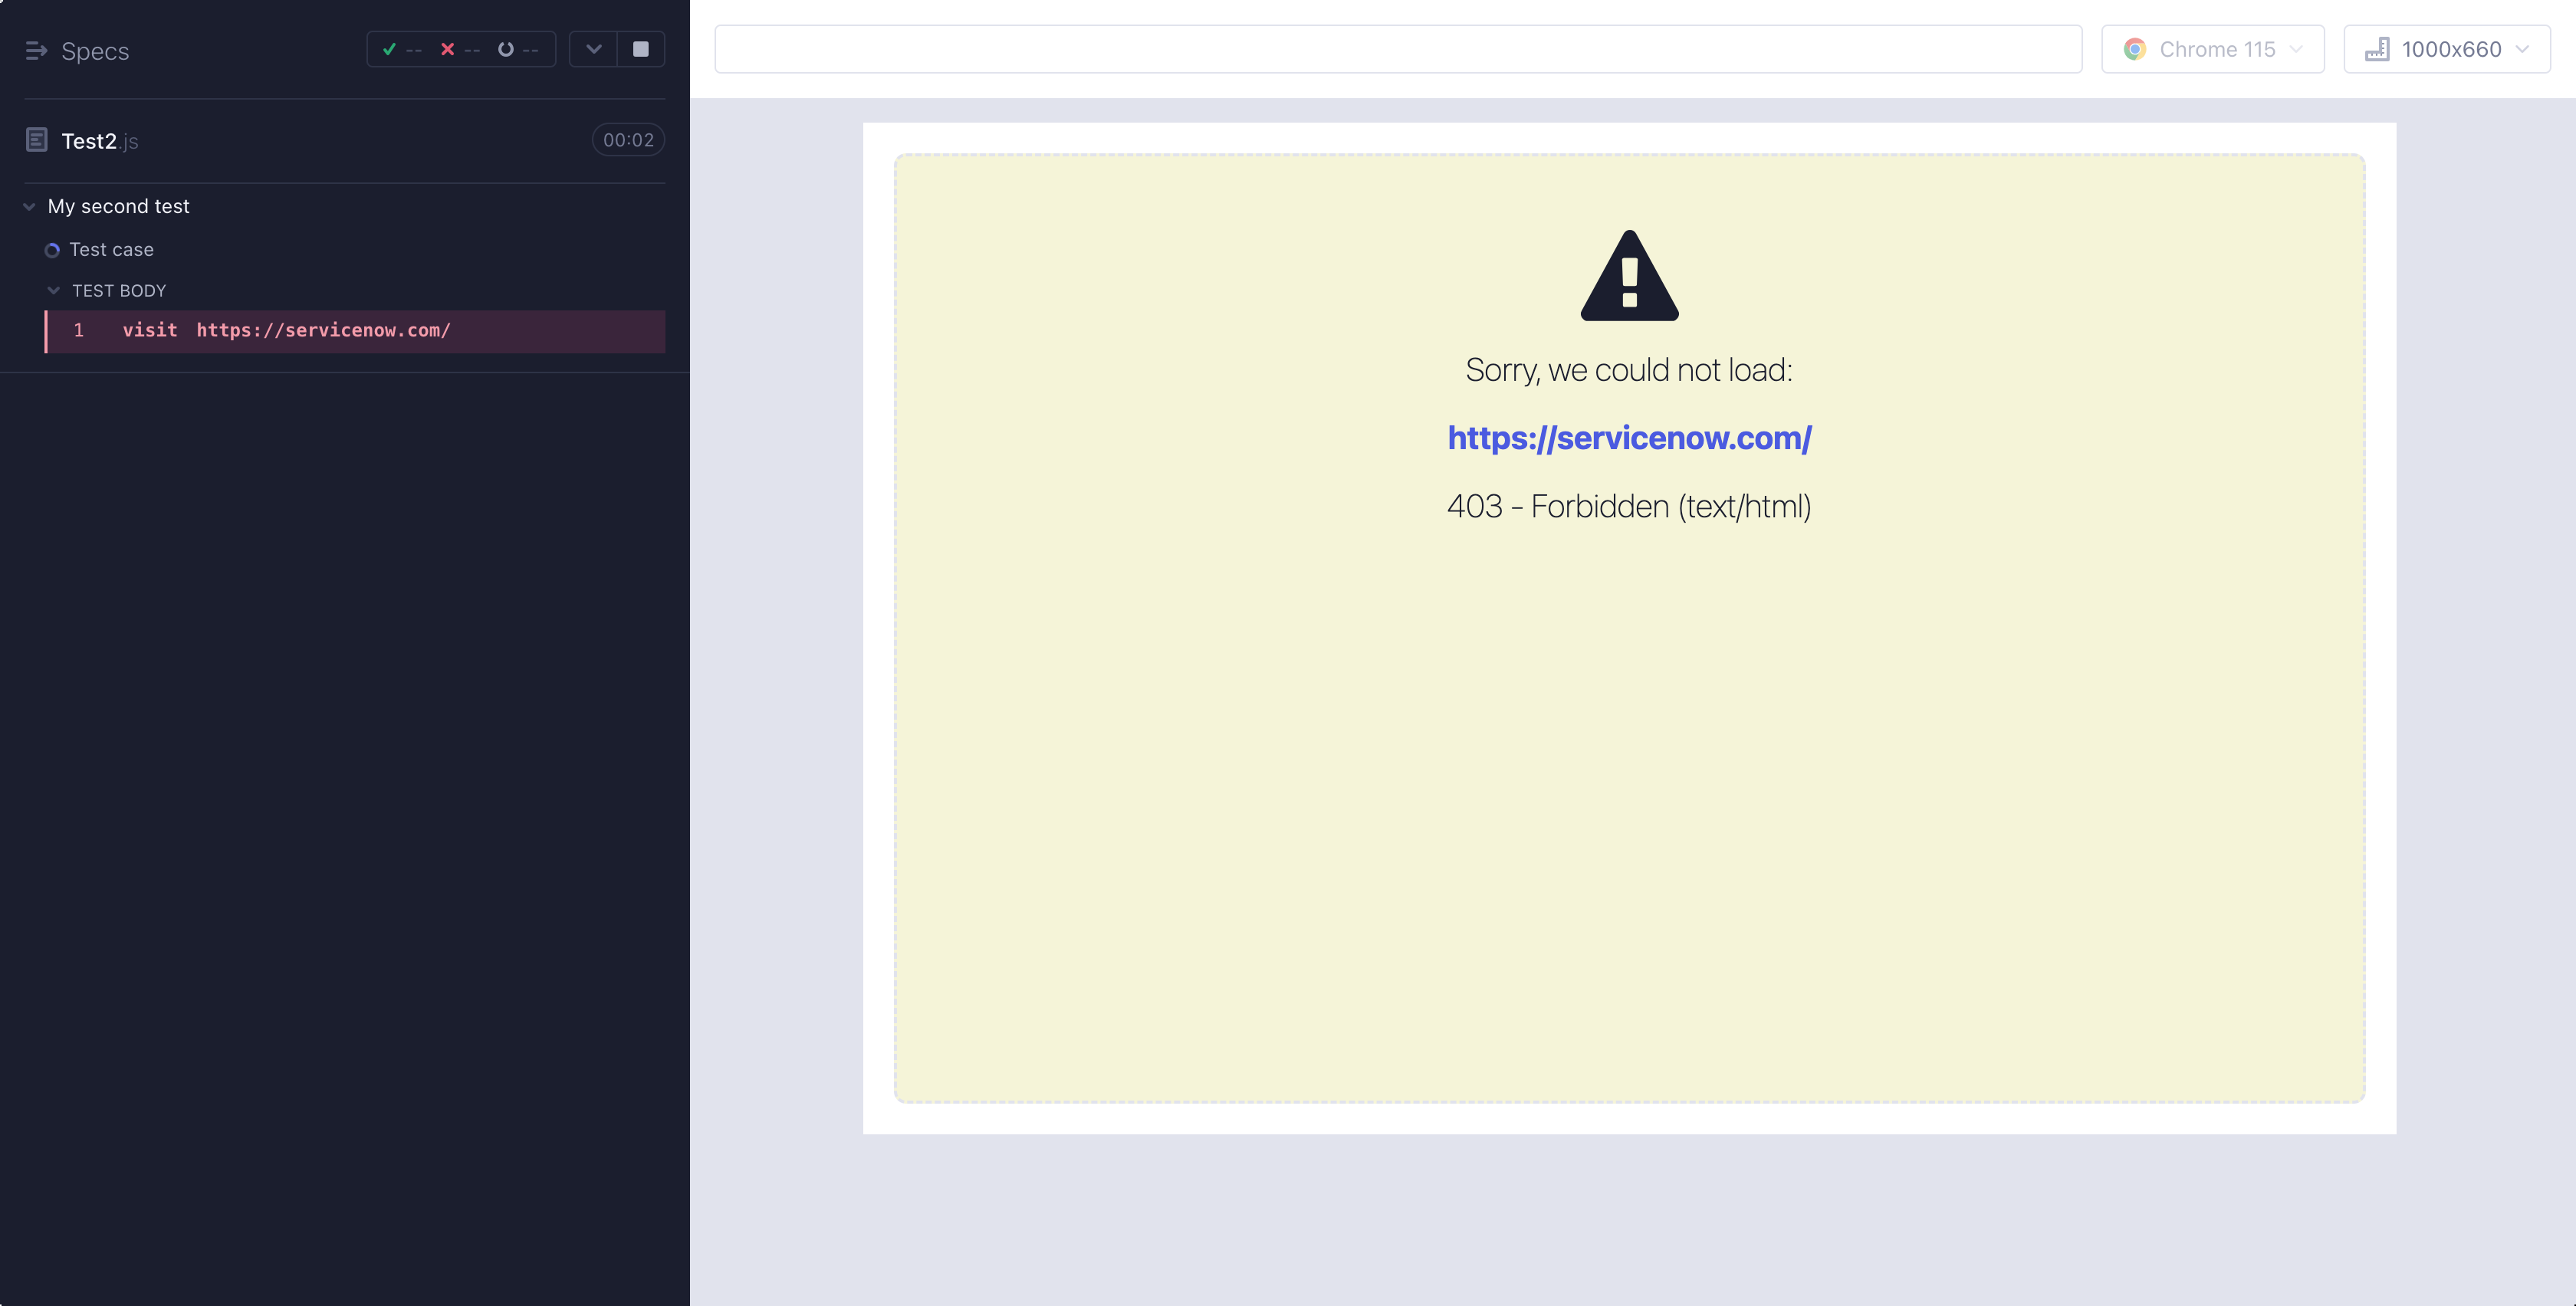 Specs
-- -- --
Test2.js
00:02
My second test
Test case
TEST BODY
1 visit https://servicenow.com/
Chrome 115
1000x660
Sorry, we could not load:
https://servicenow.com/
403 - Forbidden (text/html)